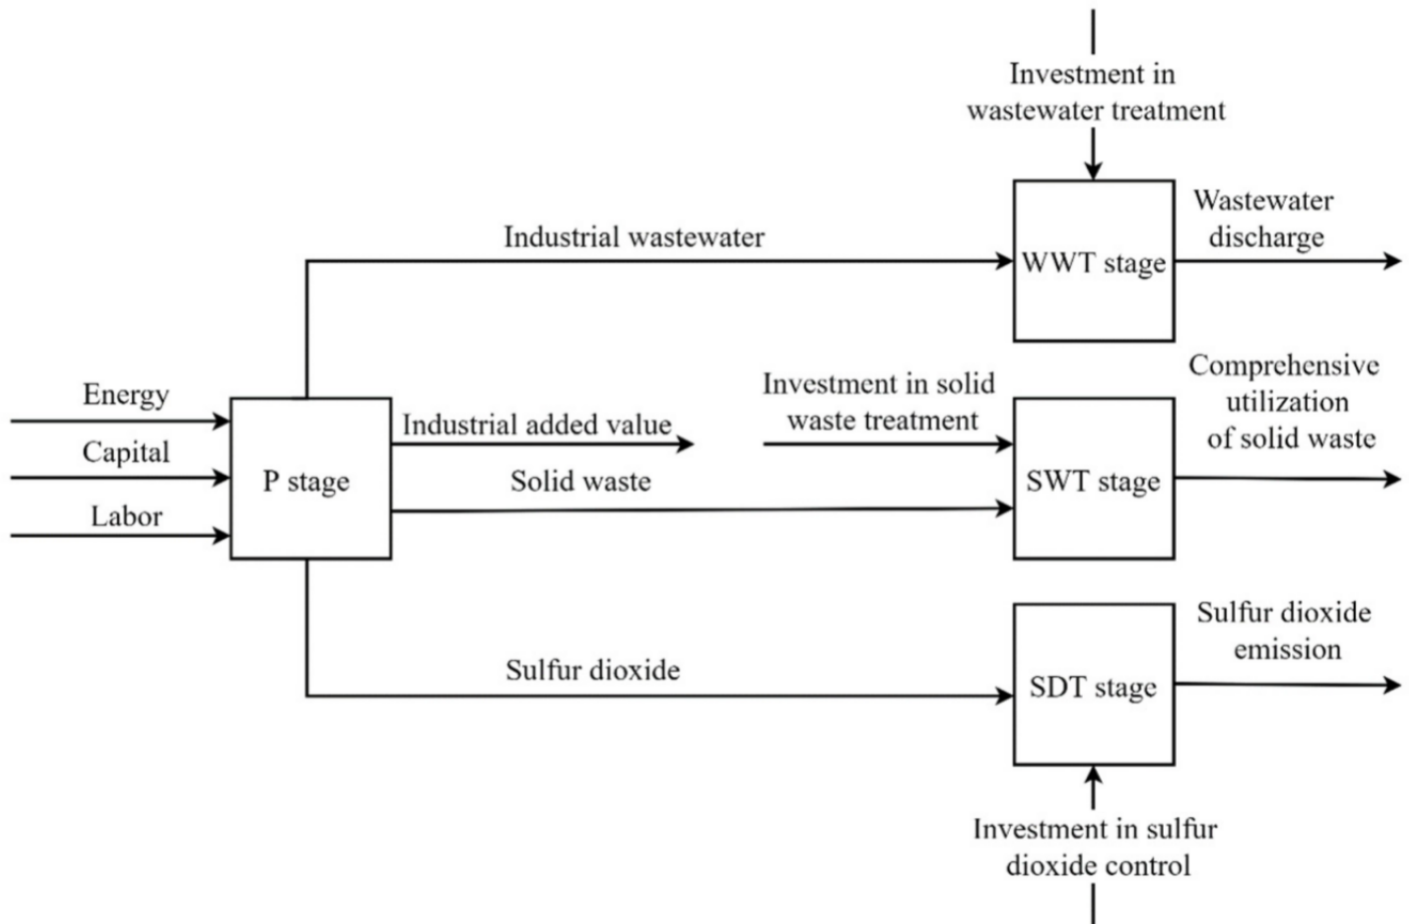 Investment in
wastewater treatment
Wastewater
discharge
Industrial wastewater
WWT stage
Comprehensive
utilization
of solid waste
Energy
Capital
Labor
P stage
Industrial added value
Solid waste
Investment in solid
waste treatment
SWT stage
Sulfur dioxide
emission
Sulfur dioxide
SDT stage
Investment in sulfur
dioxide control